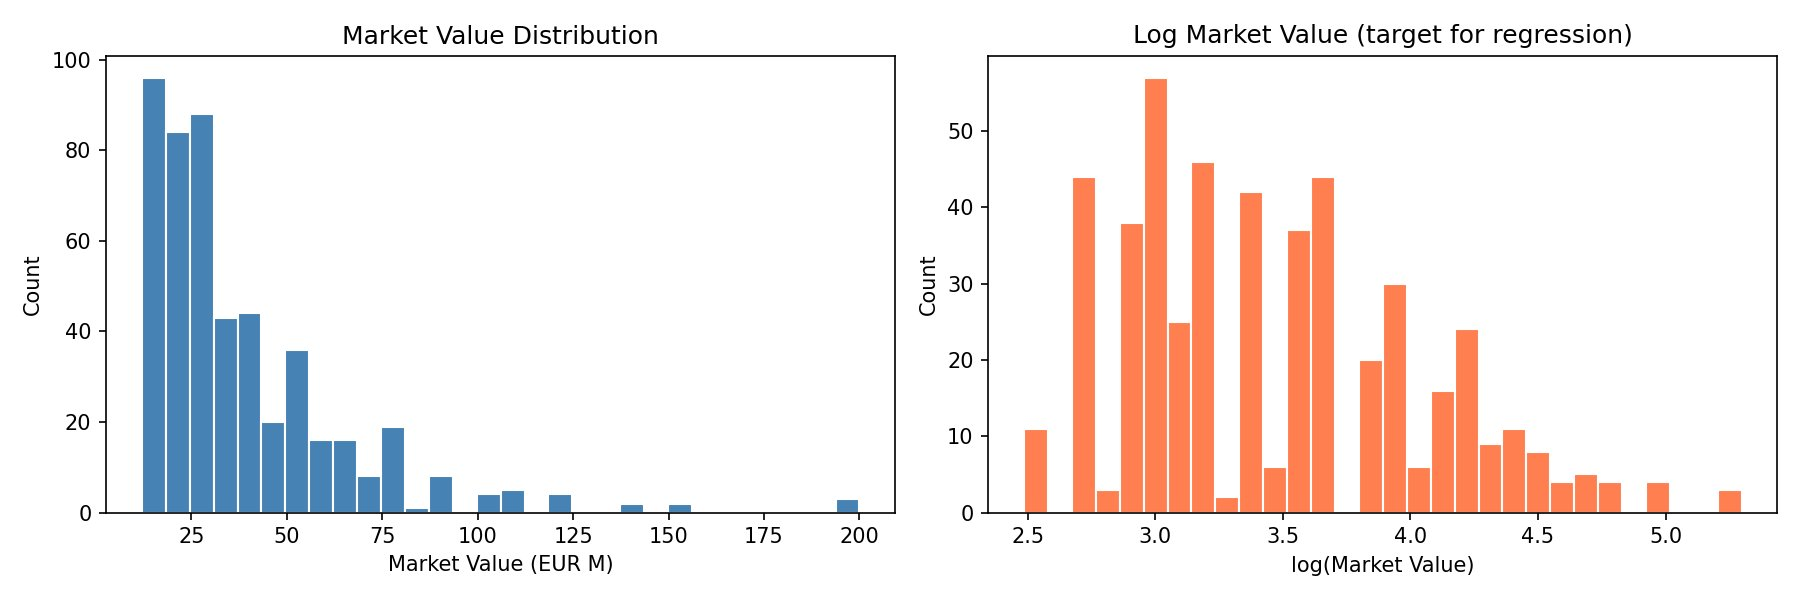 Market Value Distribution
100
80
60
40
20
0
Count
25 50 75 100 125 150 175 200
Market Value (EUR M)
Log Market Value (target for regression)
50
40
30
20
10
0
Count
2.5 3.0 3.5 4.0 4.5 5.0
log(Market Value)